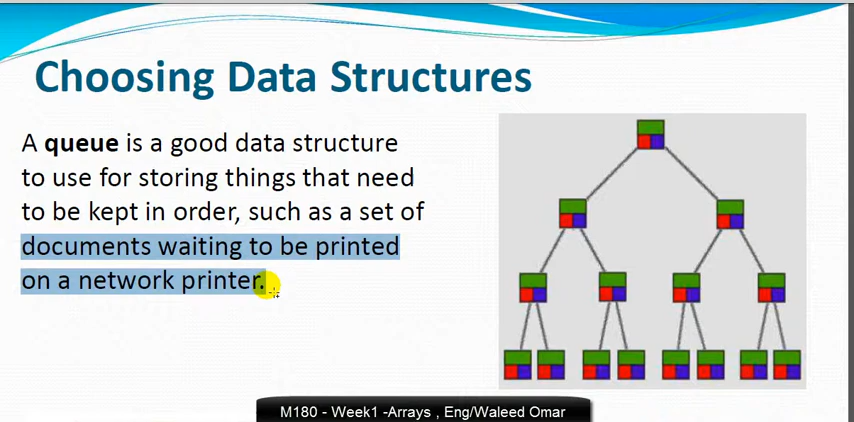 Choosing Data Structures
A queue is a good data structure
to use for storing things that need
to be kept in order, such as a set of
documents waiting to be printed
on a network printer.
M180 - Week1 -Arrays , Eng/Waleed Omar